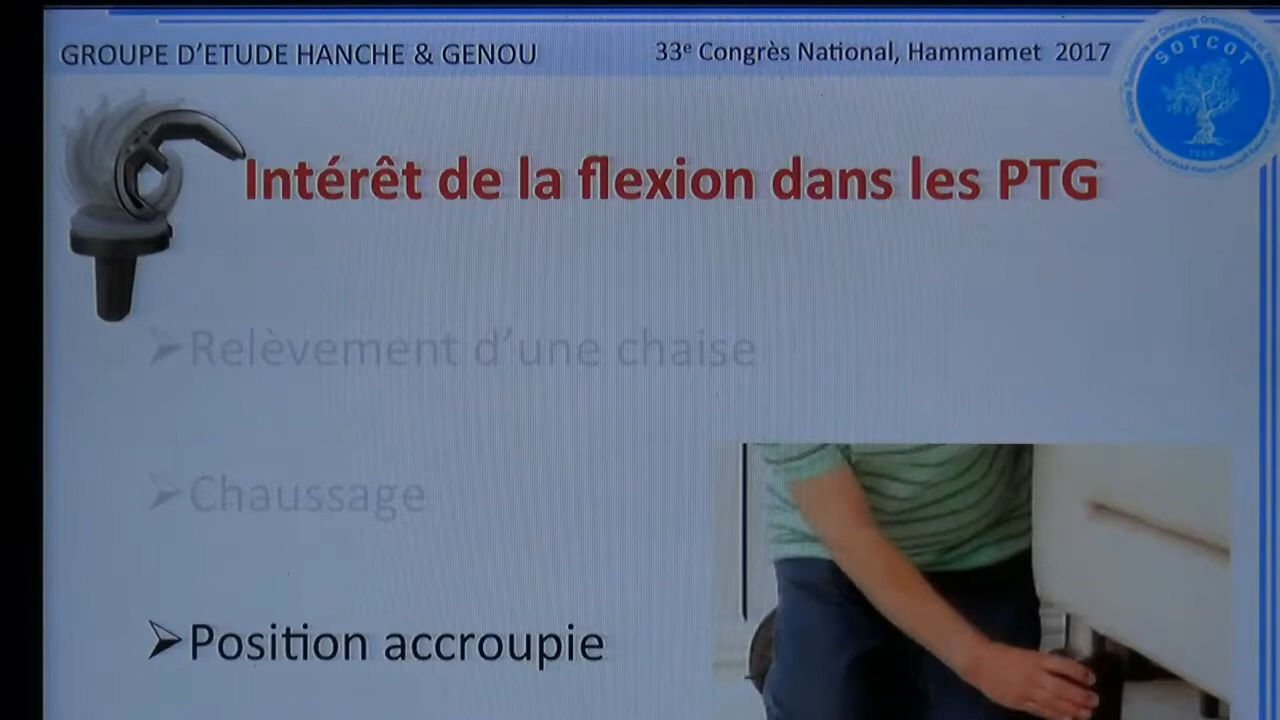 GROUPE D'ETUDE HANCHE & GENOU
33e Congrès National, Hammamet 2017
SOTCOT
Intérêt de la flexion dans les PTG
➢Relèvement d'une chaise
➢Chaussage
➢Position accroupie